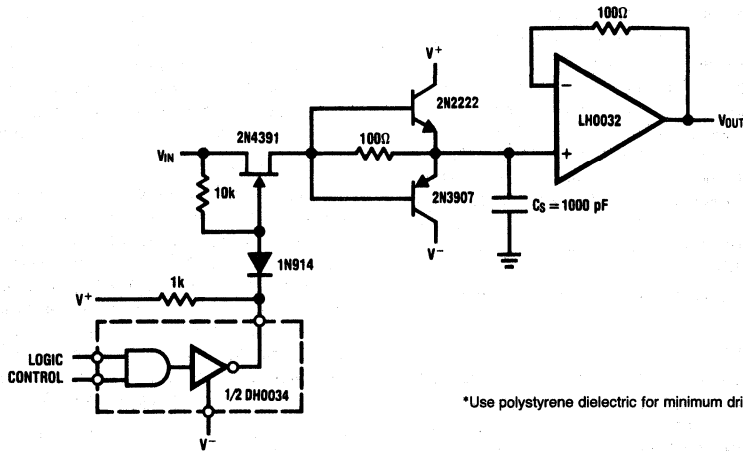 100Ω
V+
2N2222
LH0032
VOUT
2N4391
100Ω
VIN
10k
2N3907
CS = 1000 pF
V−
1N914
1k
V+
LOGIC
CONTROL
1/2 DH0034
V−
*Use polystyrene dielectric for minimum dri